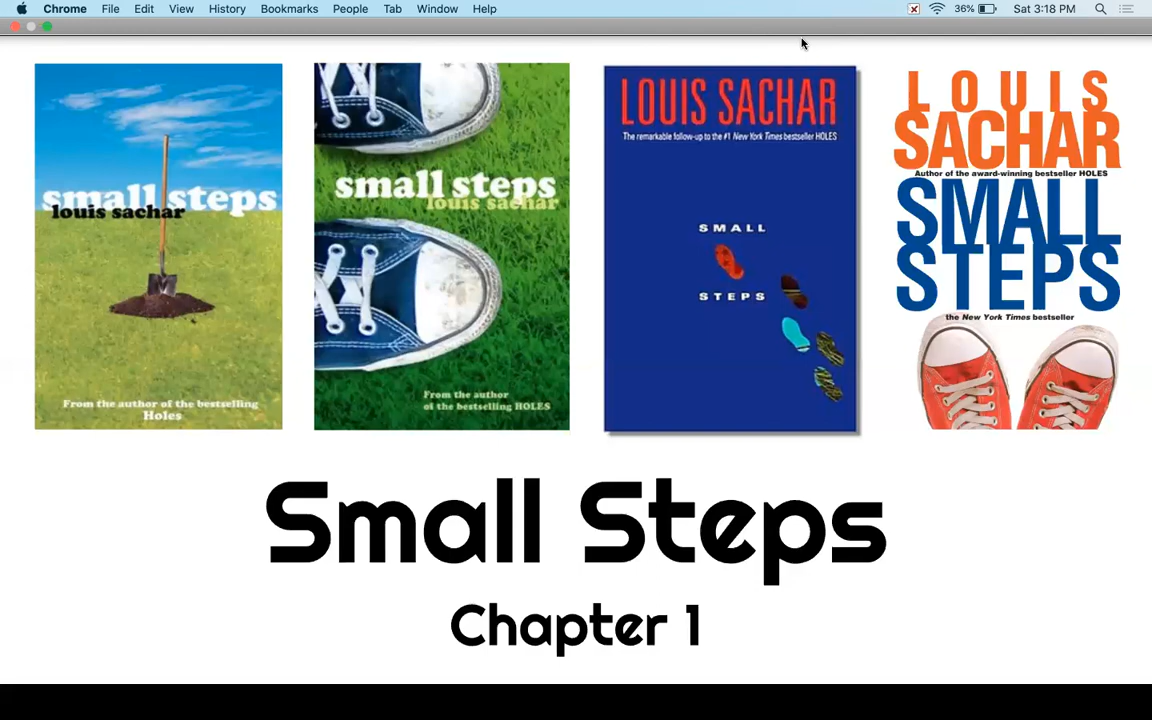 Chrome File Edit View History Bookmarks People Tab Window Help 36% Sat 3:18 PM
small steps
louis sachar
From the author of the bestselling
Holes
small steps
louis sachar
From the author
of the bestselling HOLES
LOUIS SACHAR
The remarkable follow-up to the #1 New York Times bestseller HOLES
SMALL
STEPS
LOUIS
SACHAR
Author of the award-winning bestseller HOLES
SMALL
STEPS
the New York Times bestseller
Small Steps
Chapter 1